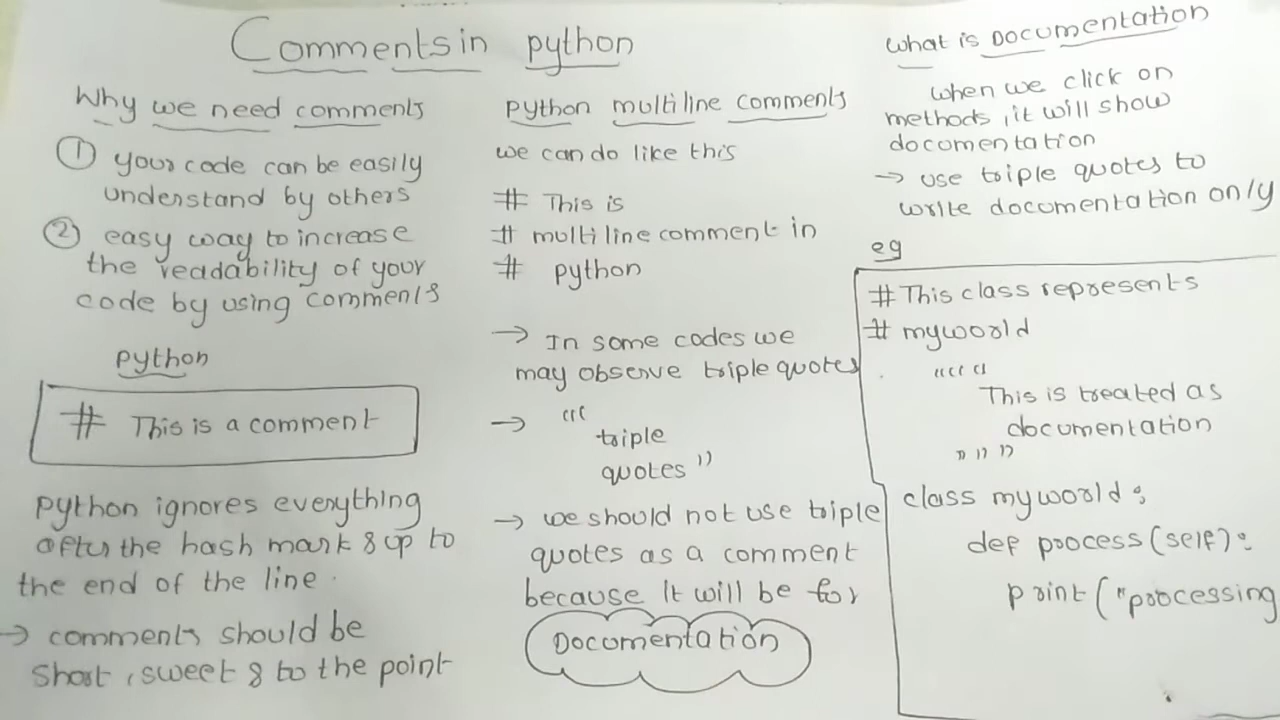 Comments in python
Why we need comments
① your code can be easily
understand by others
② easy way to increase
the readability of your
code by using comments
python
# This is a comment
python ignores everything
after the hash mark & up to
the end of the line.
→ comments should be
short, sweet & to the point
python multiline comments
we can do like this
# This is
# multiline comment in
# python
→ In some codes we
may observe triple quotes.
→ "““
triple
quotes ”
→ we should not use triple
quotes as a comment
because it will be for
Documentation
what is DOCUMENTATION
when we click on
methods, it will show
documentation
→ use triple quotes to
write documentation only
eg
# This class represents
# myworld
““““
This is treated as
documentation
”””
class myworld:
def process(self):
print("processing